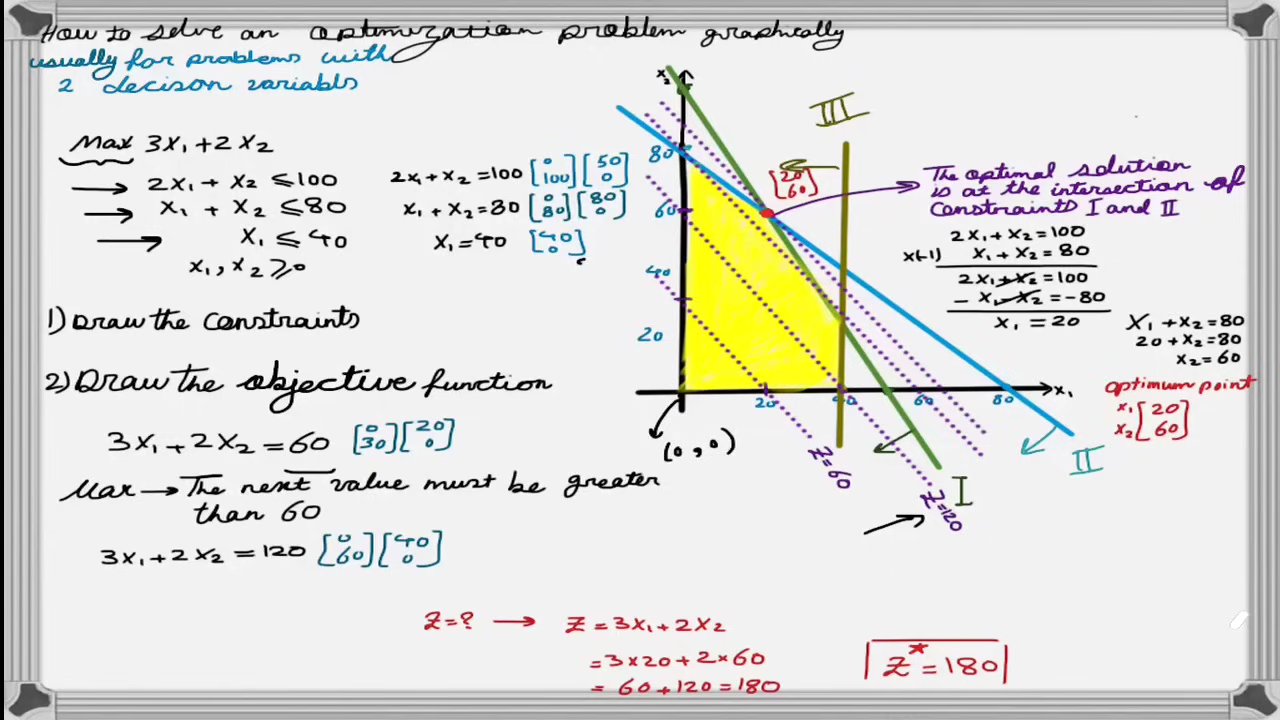 How to solve an optimization problem graphically
usually for problems with
2 decison variabls
Max 3x₁ + 2x₂
2x₁ + x₂ ≤ 100
x₁ + x₂ ≤ 80
x₁ ≤ 40
x₁, x₂ ≥ 0
2x₁ + x₂ = 100 [0 100] [50 0]
x₁ + x₂ = 80 [0 80] [80 0]
x₁ = 40 [40 0]
1) Draw the constraints
2) Draw the objective function
3x₁ + 2x₂ = 60 [0 30] [20 0]
Max → The next value must be greater
than 60
3x₁ + 2x₂ = 120 [0 60] [40 0]
x₂
80
60
40
20
20 40 60 80 x₁
(0, 0)
III
[20 60]
Z=60
Z=120
I
II
The optimal solution
is at the intersection of
constraints I and II
2x₁ + x₂ = 100
x(-1) x₁ + x₂ = 80
2x₁ + x₂ = 100
- x₁ - x₂ = -80
x₁ = 20
x₁ + x₂ = 80
20 + x₂ = 80
x₂ = 60
optimum point
x₁ x₂ [20 60]
Z = ? → Z = 3x₁ + 2x₂
= 3×20 + 2×60
= 60 + 120 = 180
Z* = 180